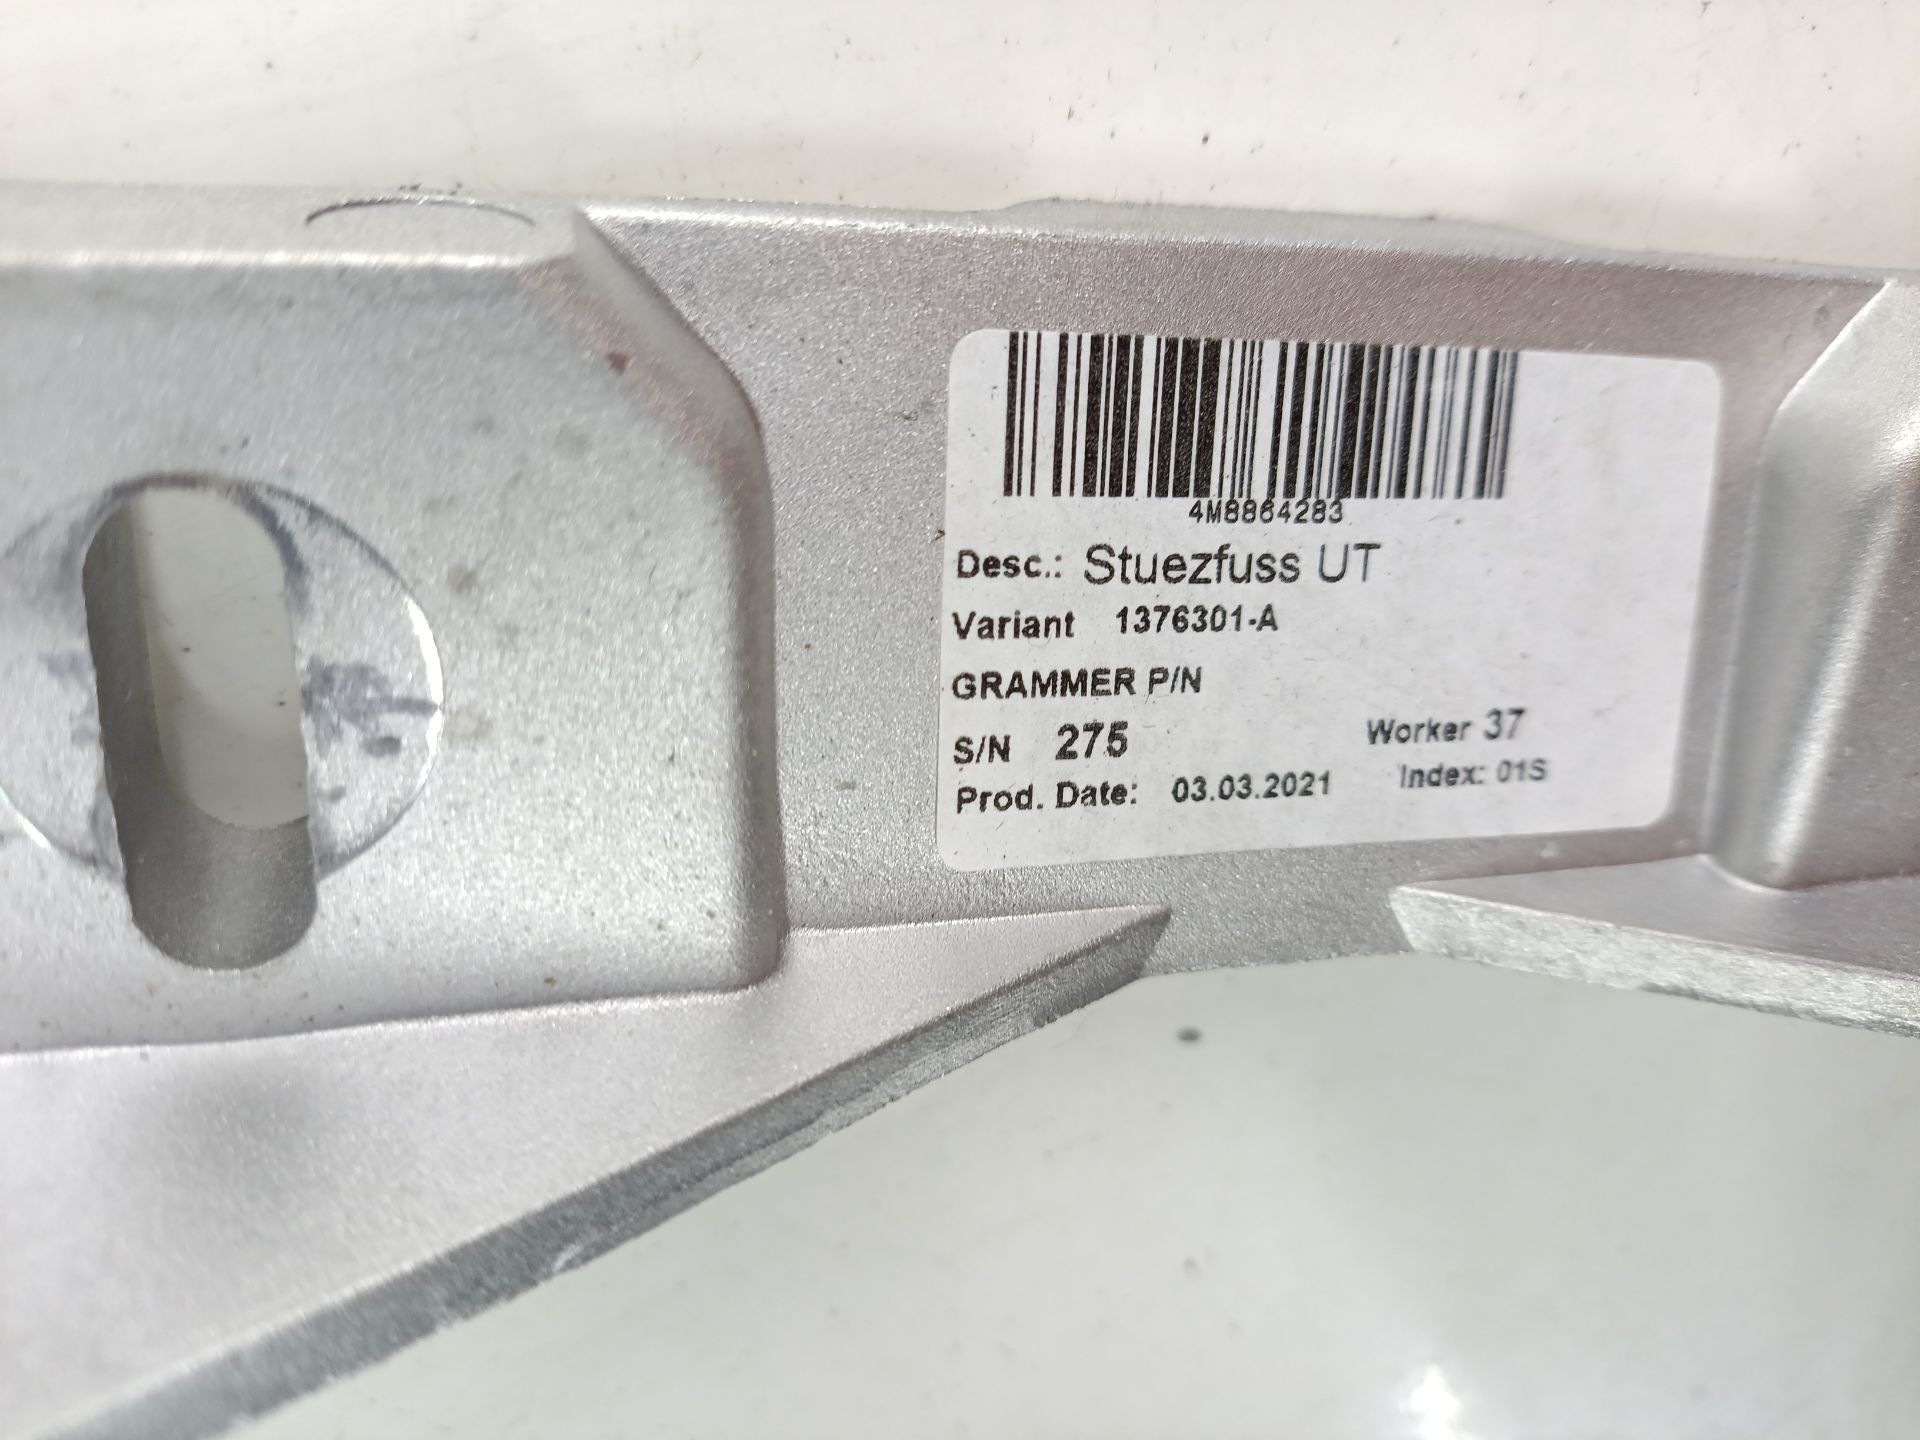 4M8864283
Desc.: Stuezfuss UT
Variant 1376301-A
GRAMMER P/N
S/N 275 Worker 37
Prod. Date: 03.03.2021 Index: 01S